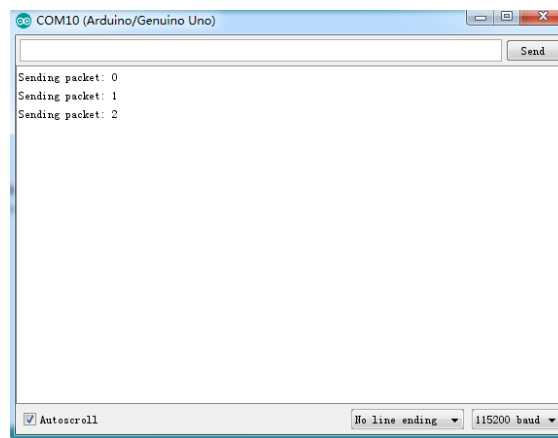 COM10 (Arduino/Genuino Uno)
Send
Sending packet: 0
Sending packet: 1
Sending packet: 2
Autoscroll
No line ending
115200 baud